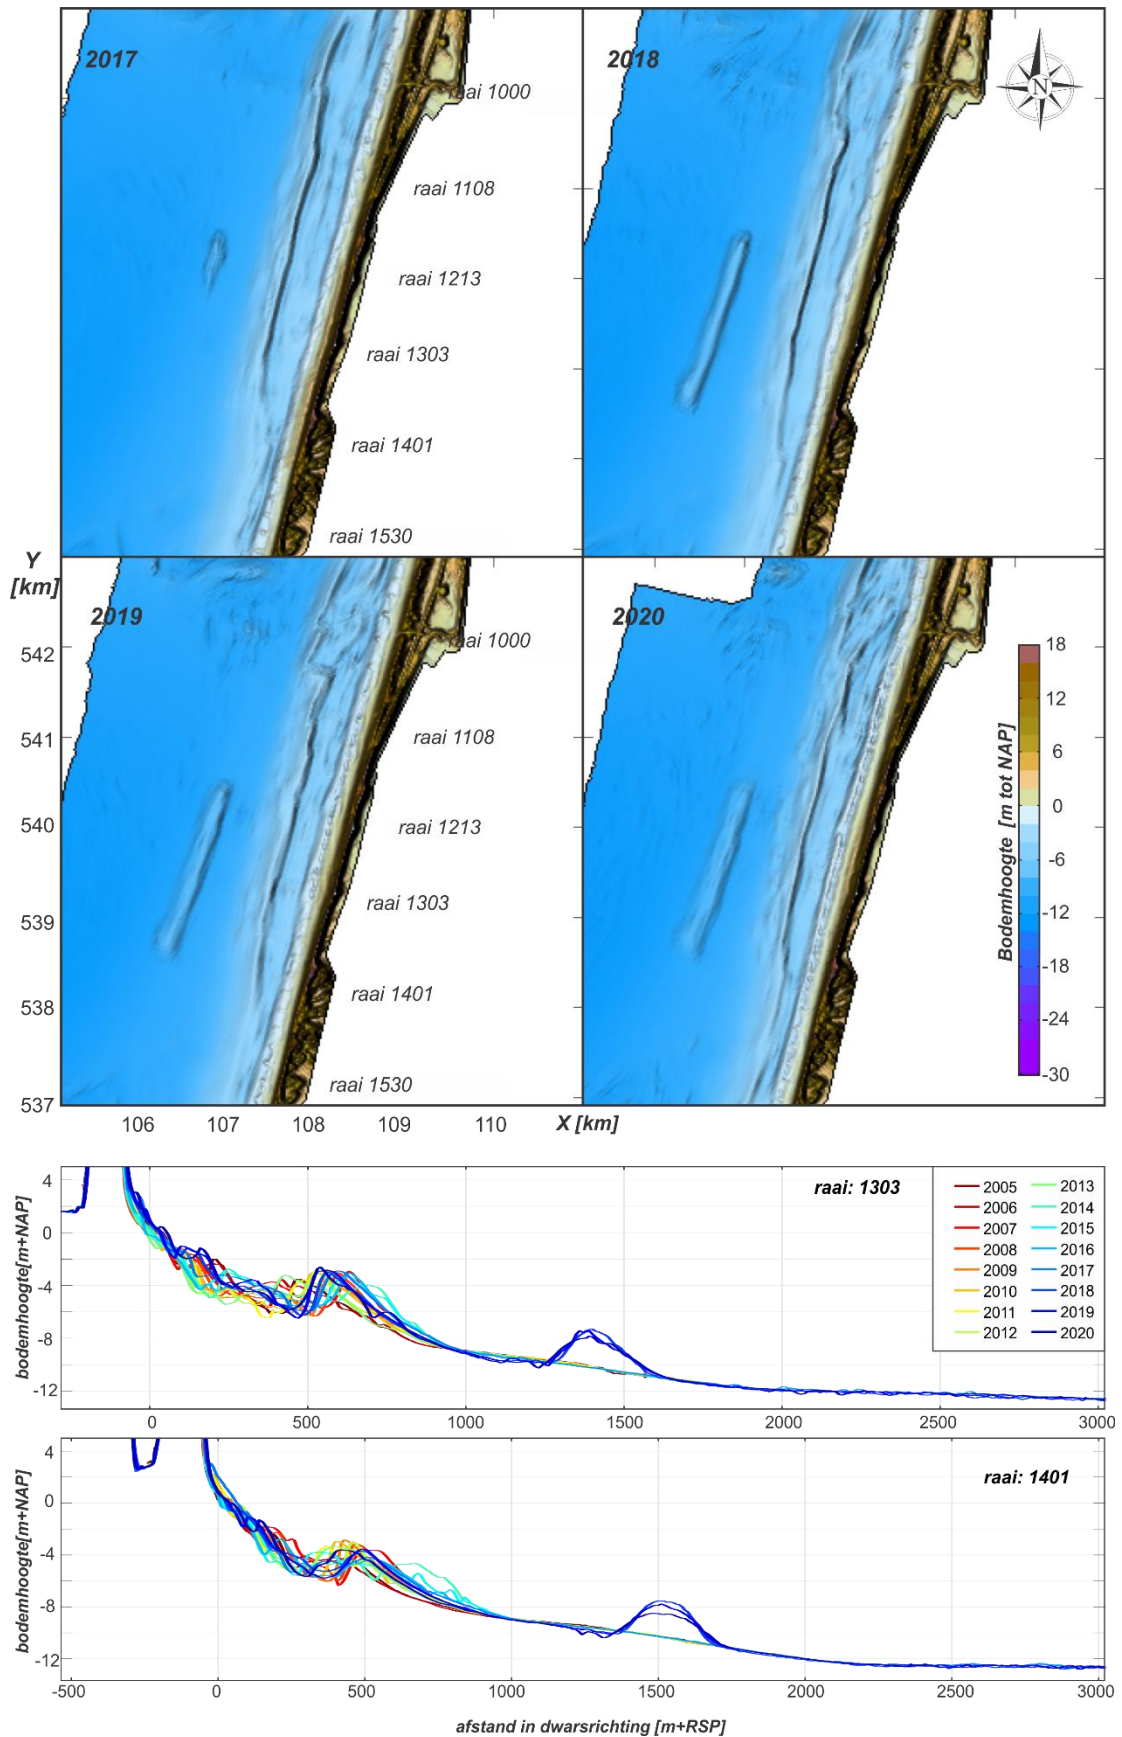 2017
raai 1000
raai 1108
raai 1213
raai 1303
raai 1401
raai 1530
2018
N
Y
[km]
2019
542
541
540
539
538
537
raai 1000
raai 1108
raai 1213
raai 1303
raai 1401
raai 1530
2020
Bodemhoogte [m tot NAP]
18
12
6
0
-6
-12
-18
-24
-30
106 107 108 109 110 X [km]
bodemhoogte[m+NAP]
4
0
-4
-8
-12
raai: 1303
2005 2013
2006 2014
2007 2015
2008 2016
2009 2017
2010 2018
2011 2019
2012 2020
0 500 1000 1500 2000 2500 3000
bodemhoogte[m+NAP]
4
0
-4
-8
-12
raai: 1401
-500 0 500 1000 1500 2000 2500 3000
afstand in dwarsrichting [m+RSP]